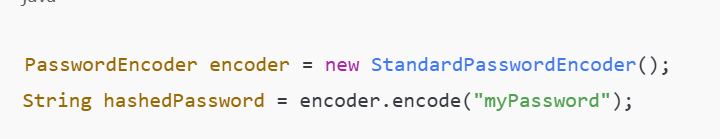 java
PasswordEncoder encoder = new StandardPasswordEncoder();
String hashedPassword = encoder.encode("myPassword");